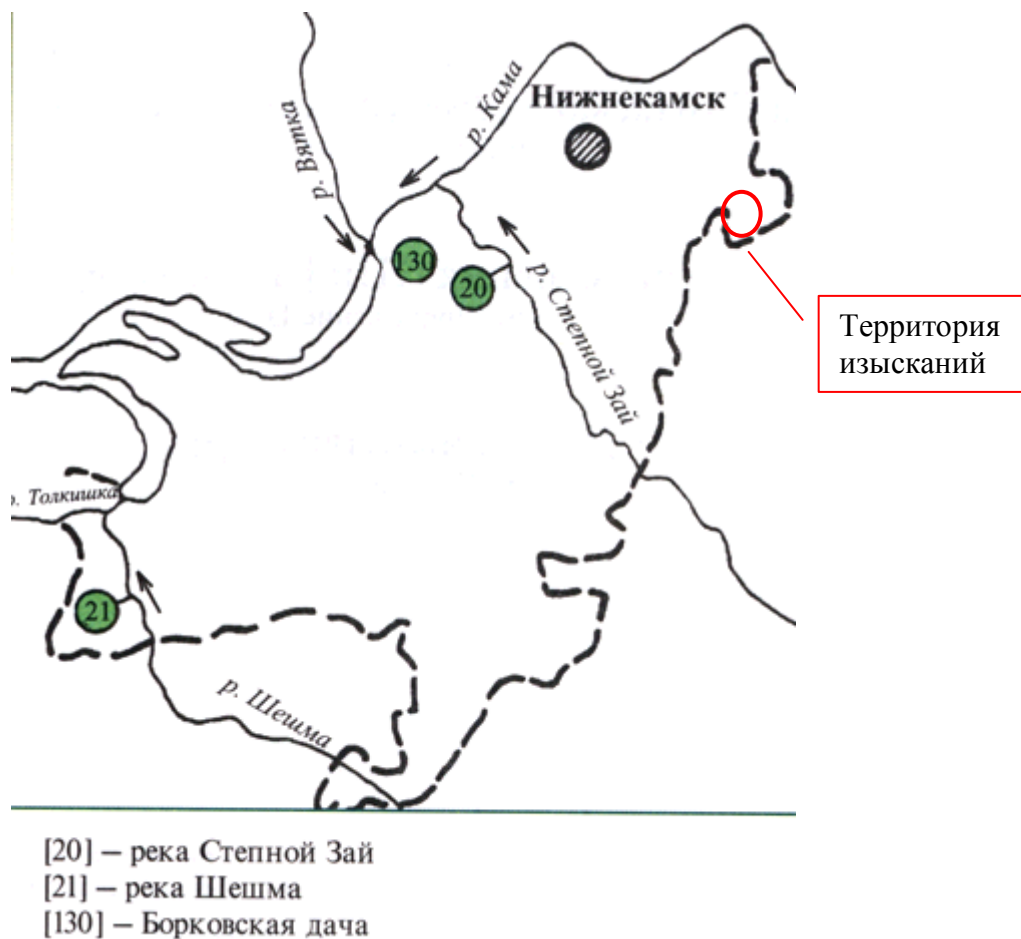 р. Вятка
р. Кама
Нижнекамск
130
20
р. Степной Зай
Территория
изысканий
р. Толкишка
21
р. Шешма
[20] – река Степной Зай
[21] – река Шешма
[130] – Борковская дача